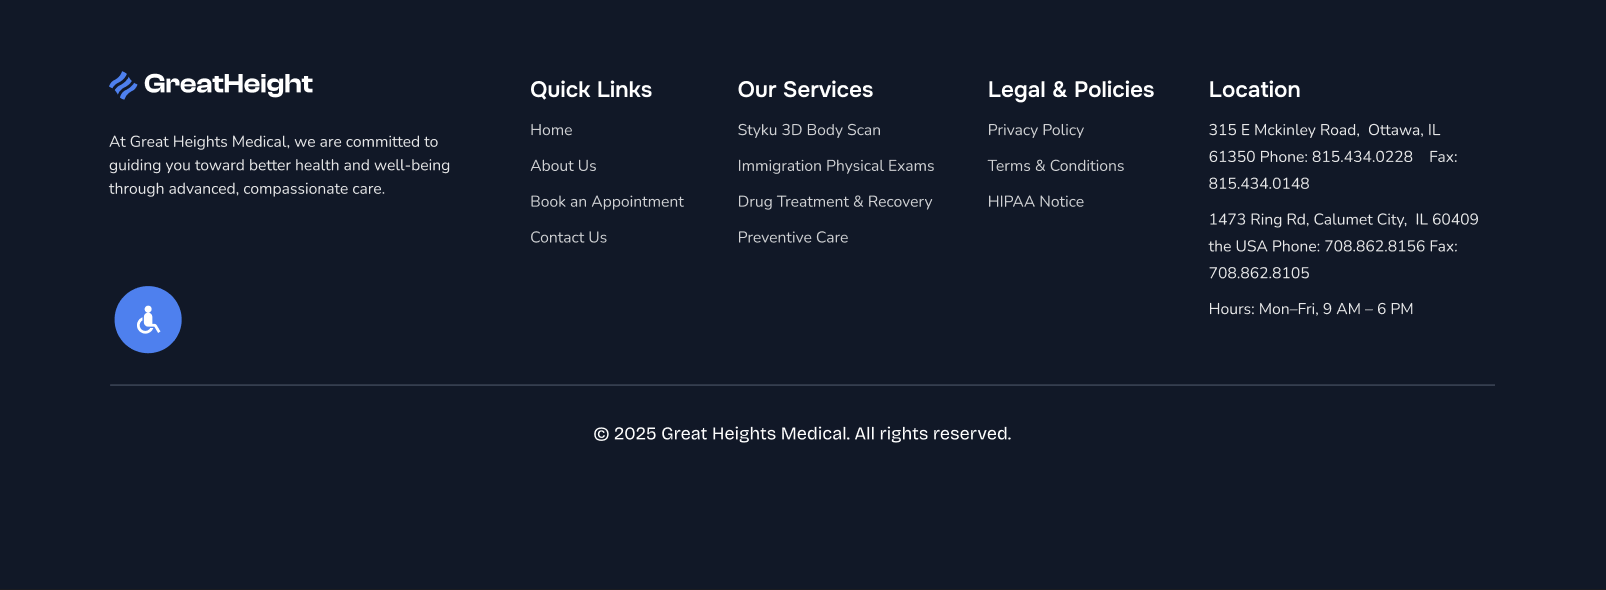 GreatHeight
At Great Heights Medical, we are committed to
guiding you toward better health and well-being
through advanced, compassionate care.
Quick Links
Home
About Us
Book an Appointment
Contact Us
Our Services
Styku 3D Body Scan
Immigration Physical Exams
Drug Treatment & Recovery
Preventive Care
Legal & Policies
Privacy Policy
Terms & Conditions
HIPAA Notice
Location
315 E Mckinley Road,  Ottawa, IL
61350 Phone: 815.434.0228    Fax:
815.434.0148
1473 Ring Rd, Calumet City,  IL 60409
the USA Phone: 708.862.8156 Fax:
708.862.8105
Hours: Mon–Fri, 9 AM – 6 PM
© 2025 Great Heights Medical. All rights reserved.